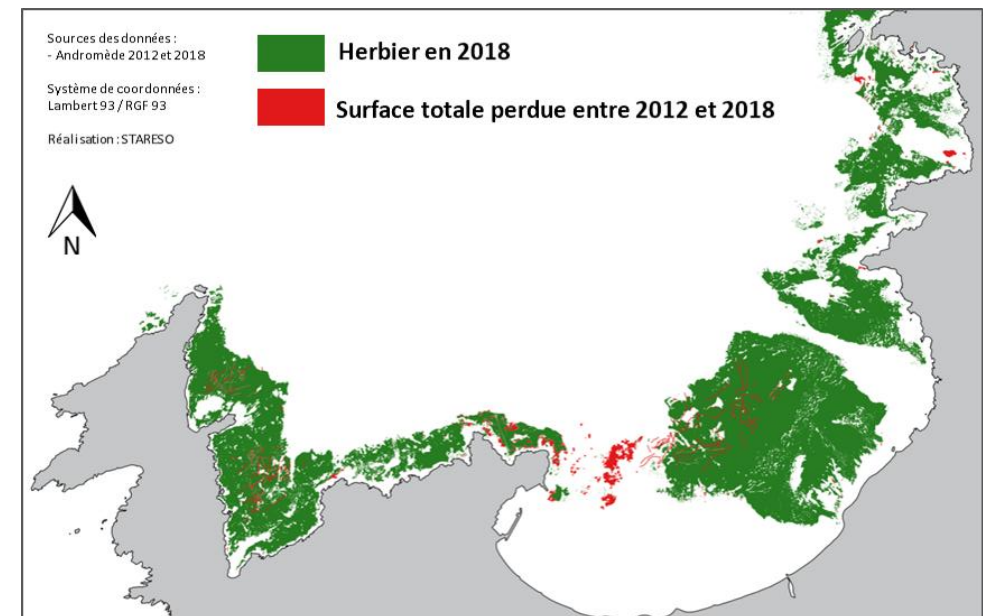 Sources des données :
- Andromède 2012 et 2018
Système de coordonnées :
Lambert 93 / RGF 93
Réalisation : STARESO
N
Herbier en 2018
Surface totale perdue entre 2012 et 2018